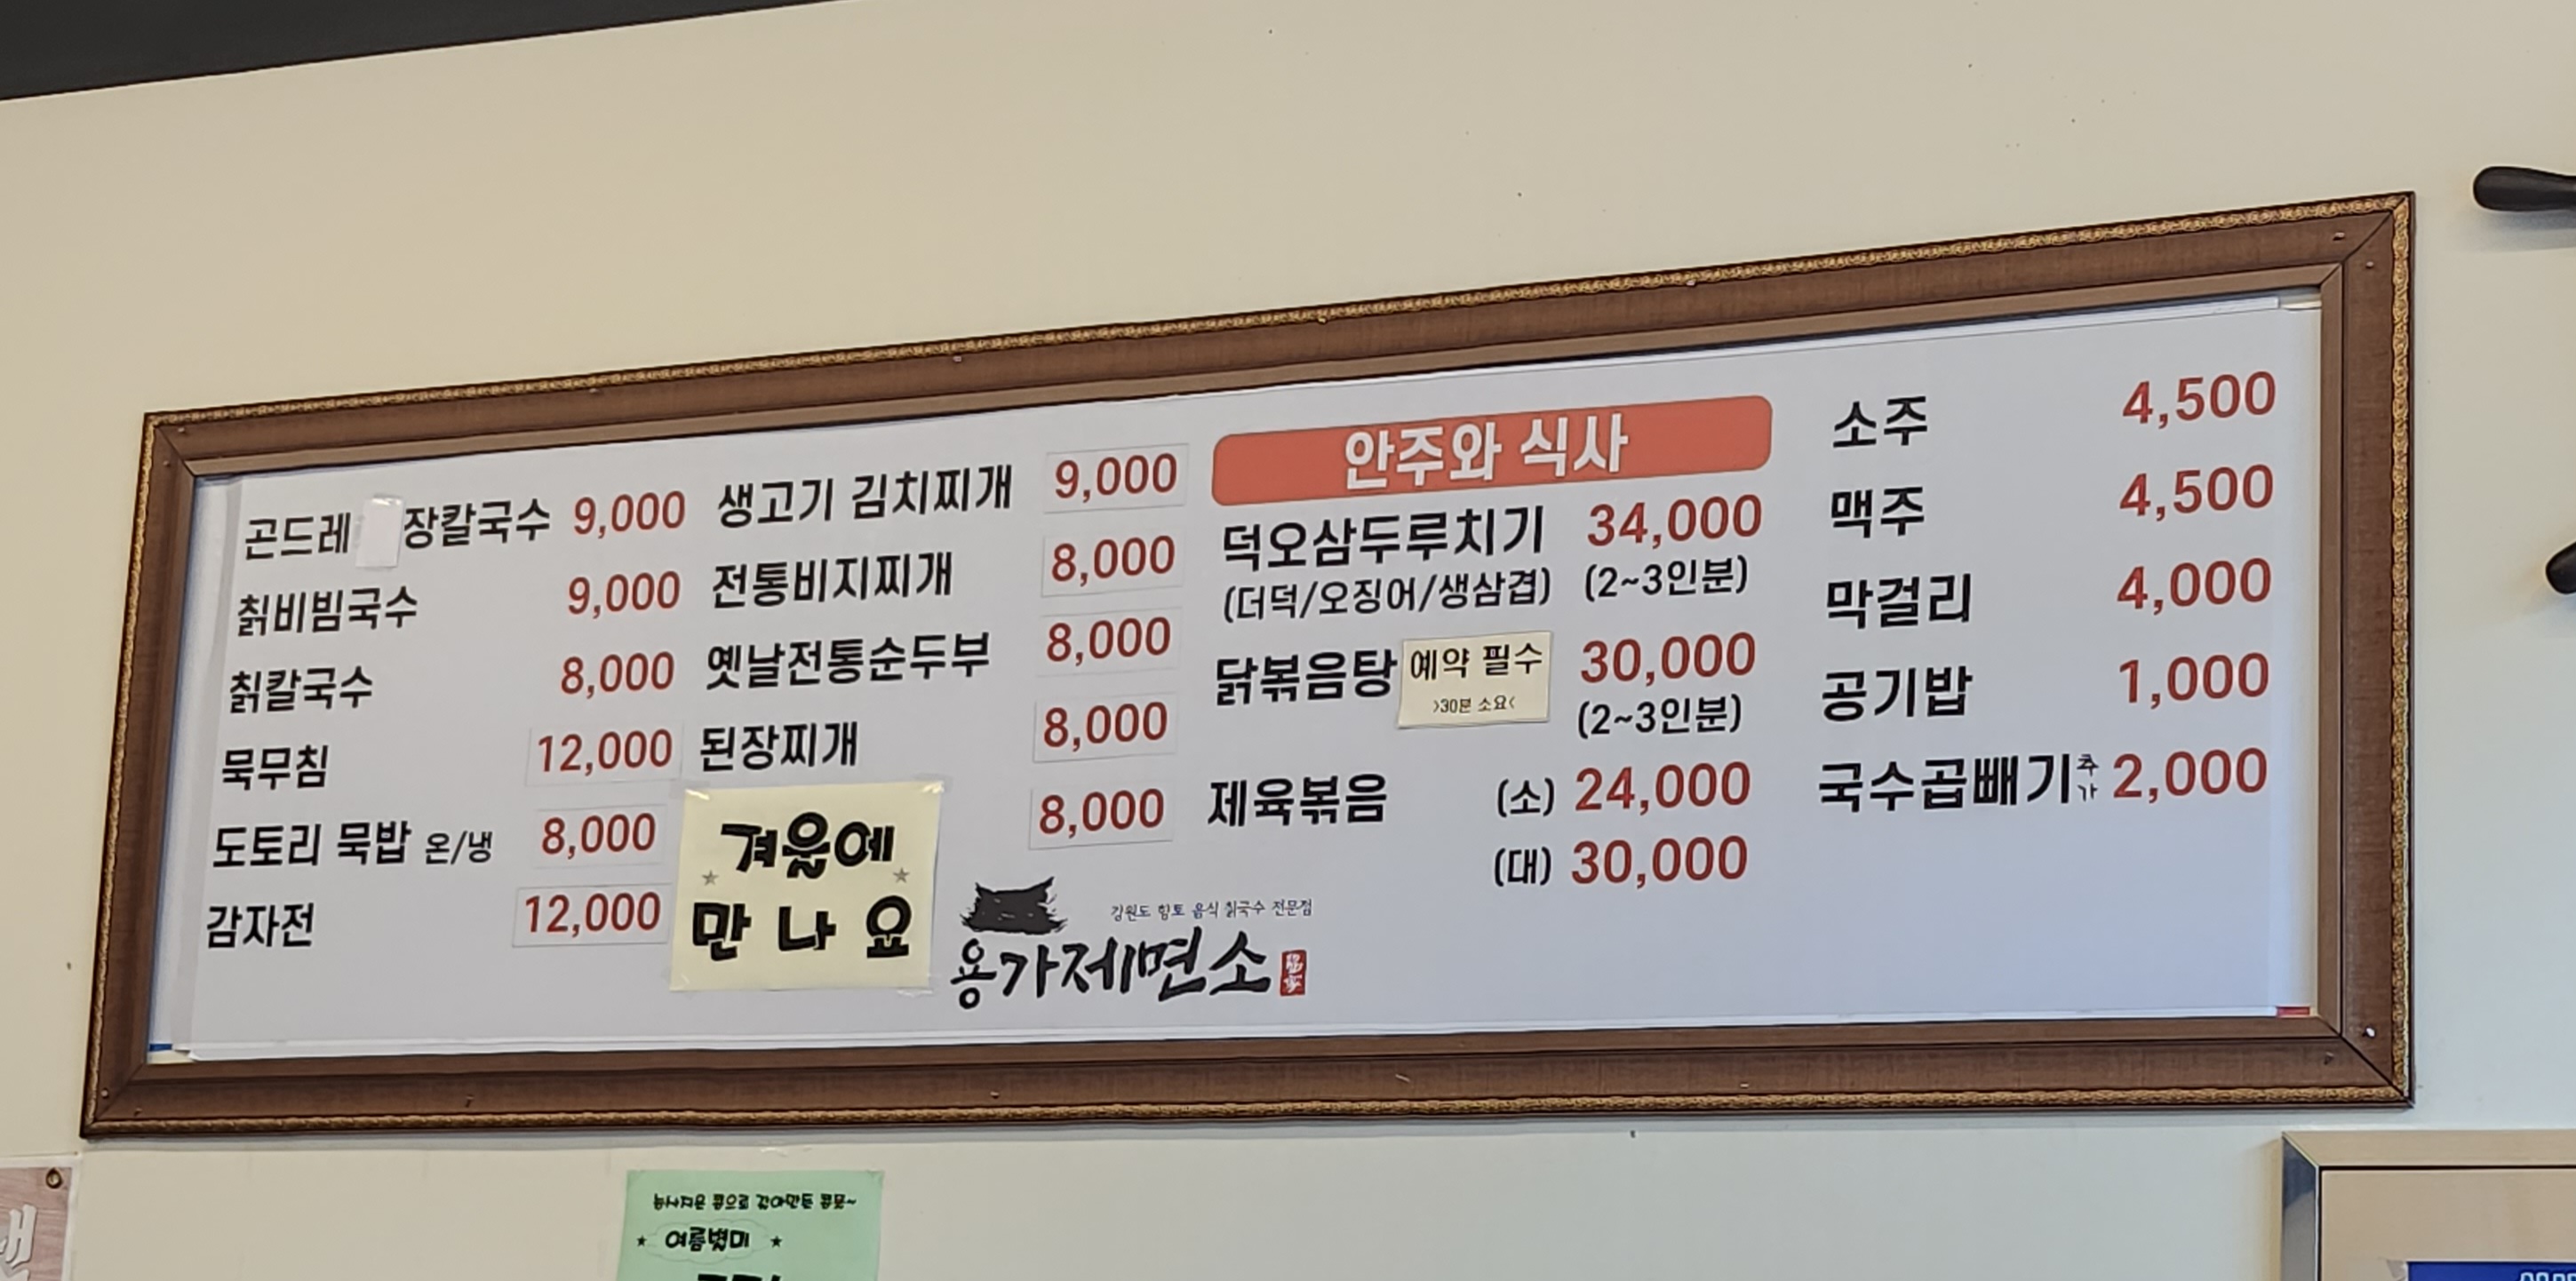 곤드레 장칼국수 9,000
칡비빔국수 9,000
칡칼국수 8,000
묵무침 12,000
도토리 묵밥 온/냉 8,000
감자전 12,000
생고기 김치찌개 9,000
전통비지찌개 8,000
옛날전통순두부 8,000
된장찌개 8,000
8,000
겨울에
만나요
강원도 향토 음식 칡국수 전문점
용가제면소
안주와 식사
덕오삼두루치기 34,000
(더덕/오징어/생삼겹) (2~3인분)
닭볶음탕 예약 필수 30,000
>30분 소요< (2~3인분)
제육볶음 (소) 24,000
(대) 30,000
소주 4,500
맥주 4,500
막걸리 4,000
공기밥 1,000
국수곱빼기 추가 2,000
콩으로 갈아만든
여름별미